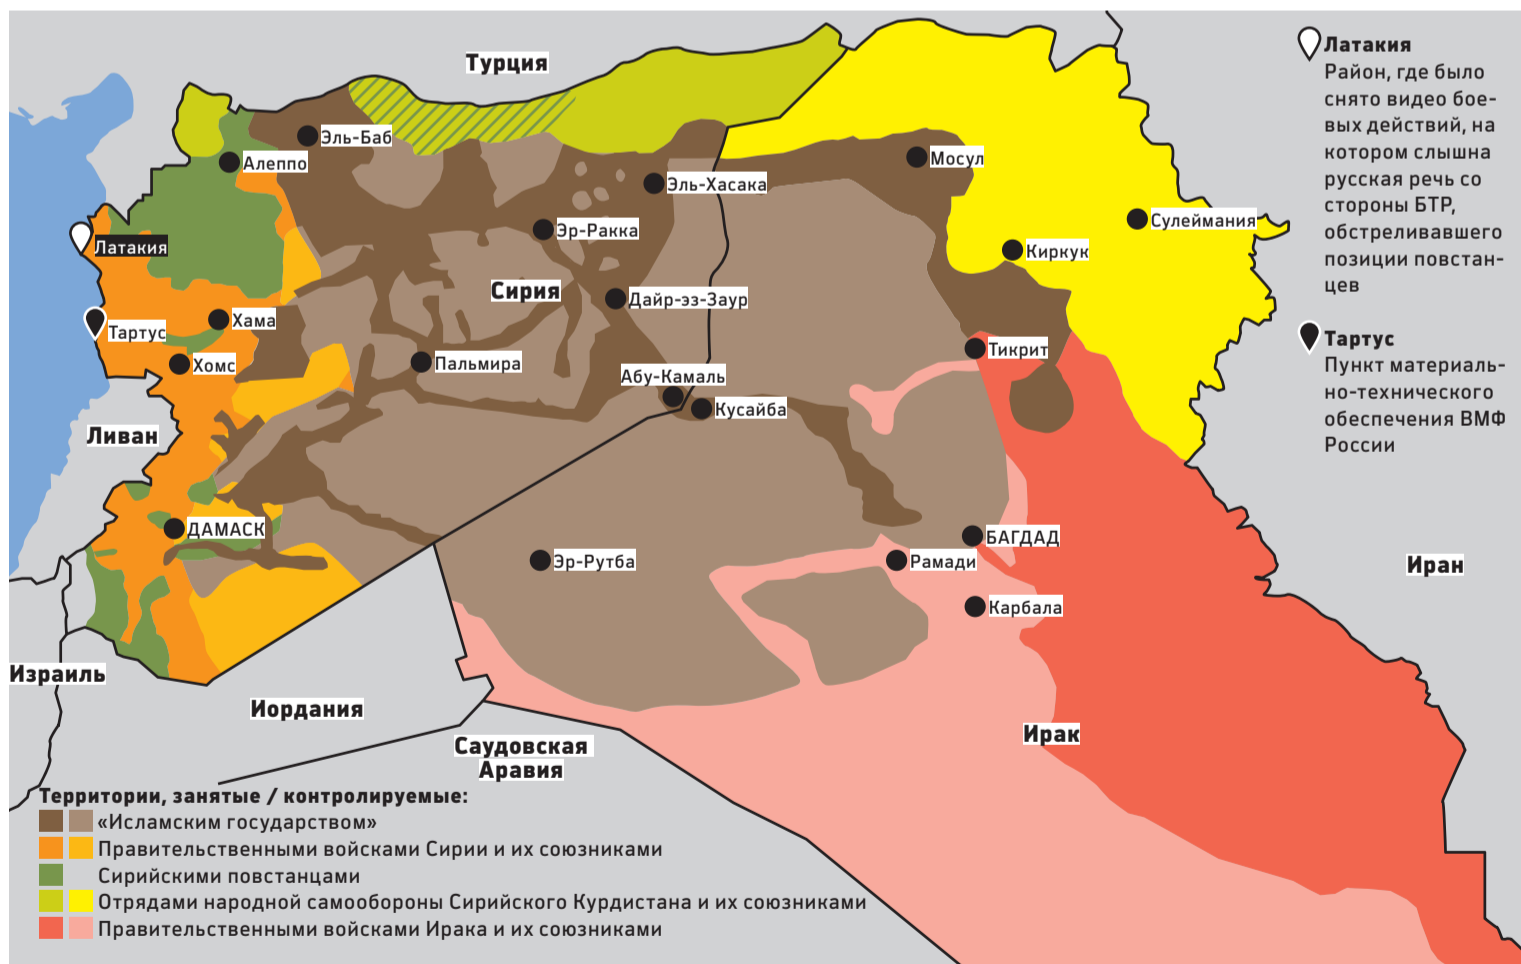 Турция
Эль-Баб
Алеппо
Мосул
Эль-Хасака
Сулеймания
Эр-Ракка
Латакия
Киркук
Сирия
Дайр-эз-Заур
Хама
Тартус
Тикрит
Хомс
Пальмира
Абу-Камаль
Кусайба
Ливан
ДАМАСК
БАГДАД
Эр-Рутба
Рамади
Иран
Карбала
Израиль
Иордания
Ирак
Саудовская
Аравия
Латакия
Район, где было
снято видео бое-
вых действий, на
котором слышна
русская речь со
стороны БТР,
обстреливавшего
позиции повстан-
цев
Тартус
Пункт материаль-
но-технического
обеспечения ВМФ
России
Территории, занятые / контролируемые:
«Исламским государством»
Правительственными войсками Сирии и их союзниками
Сирийскими повстанцами
Отрядами народной самообороны Сирийского Курдистана и их союзниками
Правительственными войсками Ирака и их союзниками